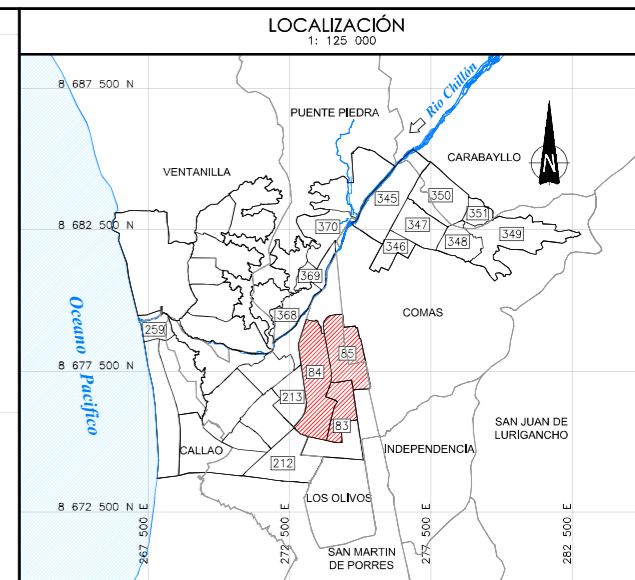 LOCALIZACIÓN
1: 125 000
8 687 500 N
Rio Chillón
PUENTE PIEDRA
N
CARABAYLLO
VENTANILLA
345
350
351
370
347
349
8 682 500 N
346
348
369
COMAS
Oceano Pacifico
368
259
85
8 677 500 N
84
213
SAN JUAN DE
LURIGANCHO
83
CALLAO
INDEPENDENCIA
212
LOS OLIVOS
8 672 500 N
267 500 E
272 500 E
277 500 E
282 500 E
SAN MARTIN
DE PORRES